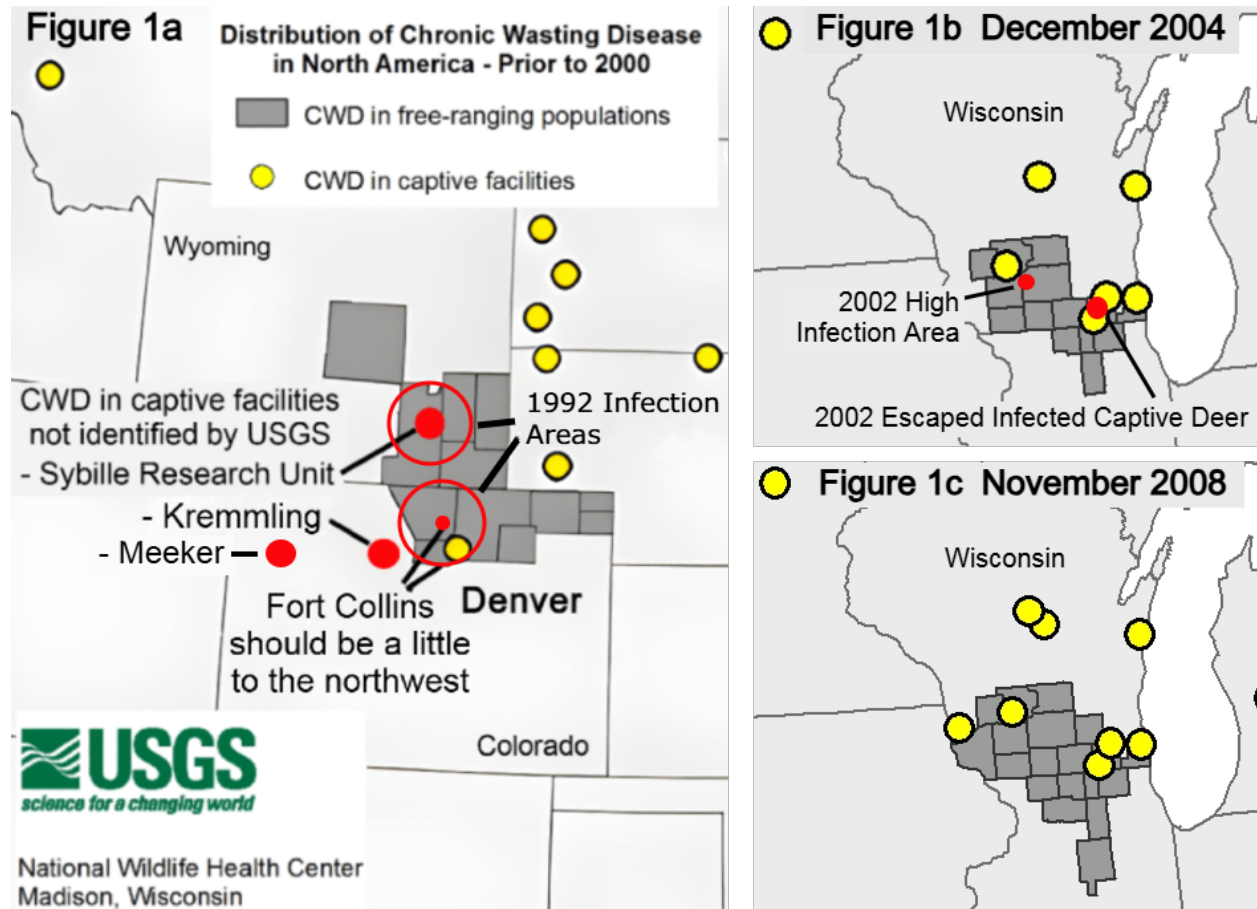 Figure 1a
Distribution of Chronic Wasting Disease
in North America - Prior to 2000
CWD in free-ranging populations
CWD in captive facilities
Wyoming
CWD in captive facilities
not identified by USGS
- Sybille Research Unit
- Kremmling
- Meeker
1992 Infection
Areas
Fort Collins
should be a little
to the northwest
Denver
Colorado
USGS
science for a changing world
National Wildlife Health Center
Madison, Wisconsin
Figure 1b December 2004
Wisconsin
2002 High
Infection Area
2002 Escaped Infected Captive Deer
Figure 1c November 2008
Wisconsin